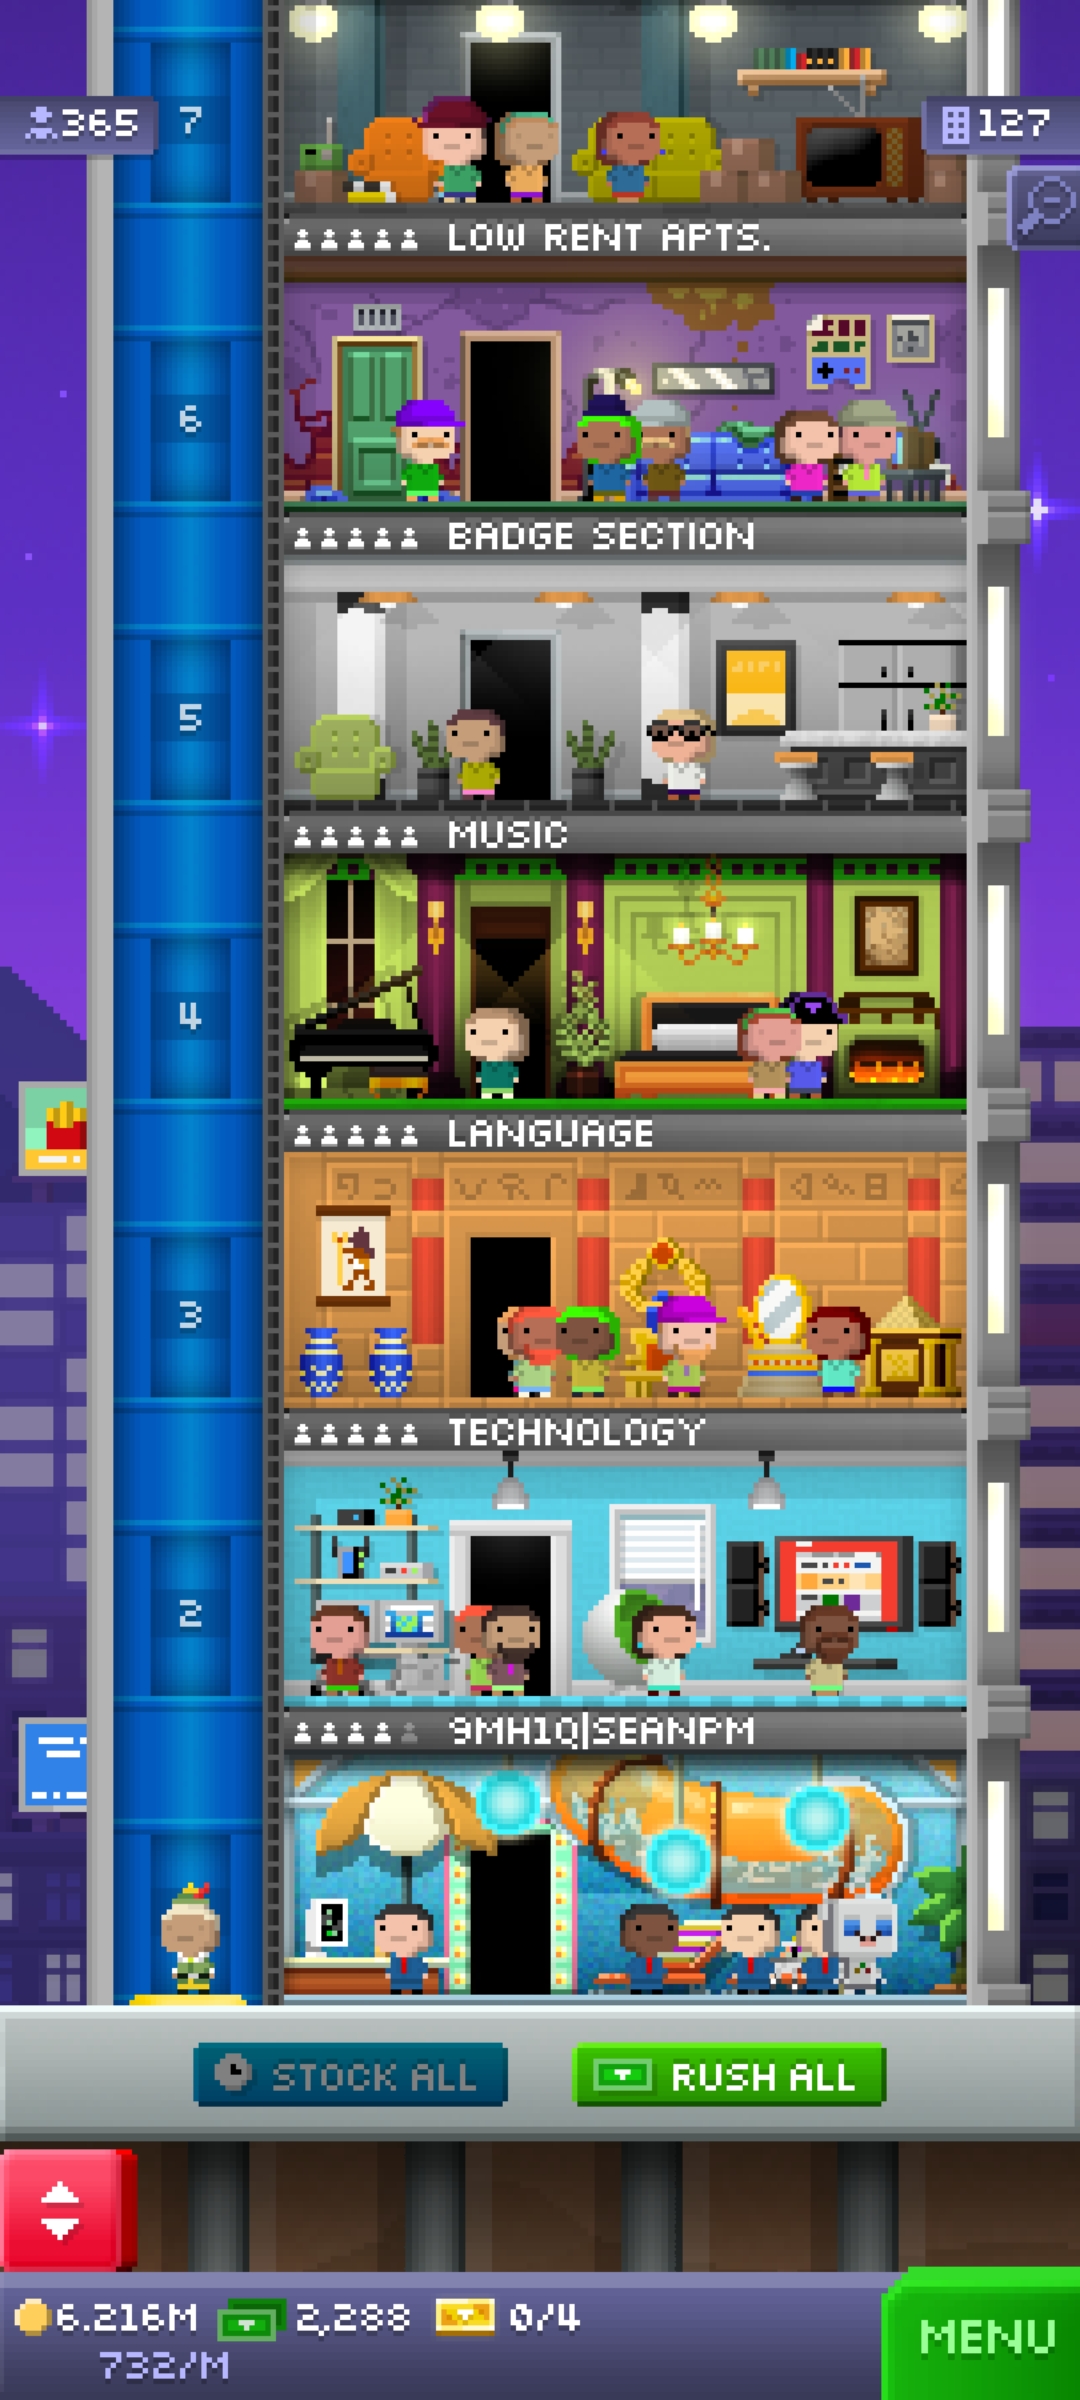 7
365
127
LOW RENT APTS.
6
BADGE SECTION
5
MUSIC
4
LANGUAGE
3
TECHNOLOGY
2
9MH1Q|SEANPM
STOCK ALL
RUSH ALL
6.216M
2,288
0/4
732/M
MENU